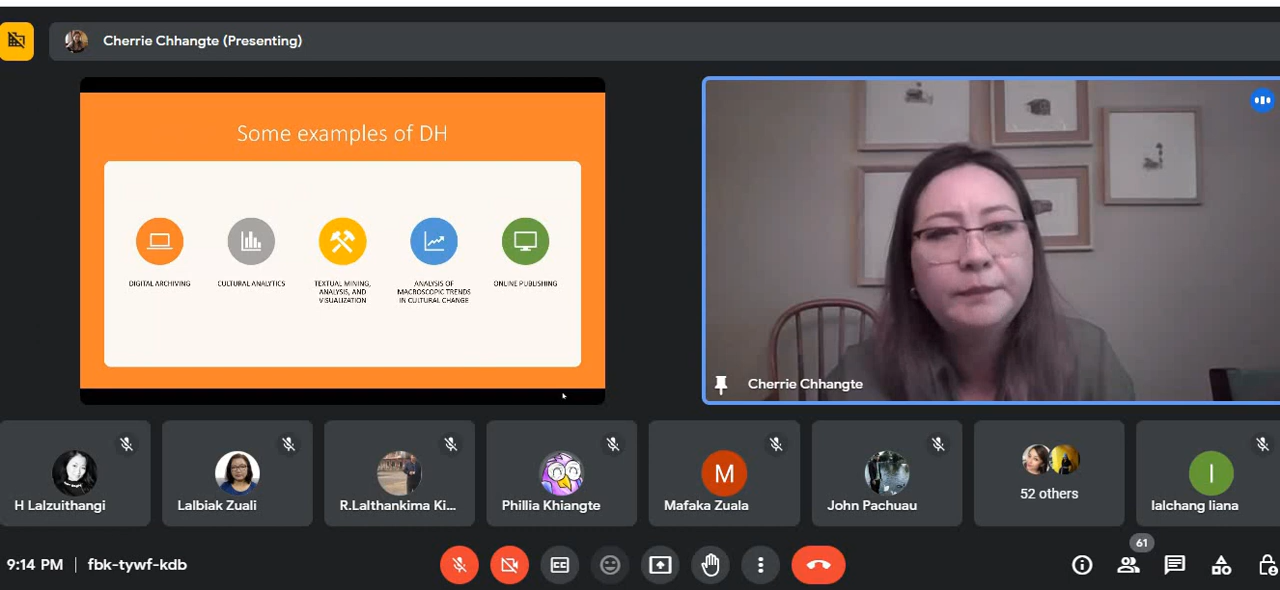 Cherrie Chhangte (Presenting)
Some examples of DH
DIGITAL ARCHIVING
CULTURAL ANALYTICS
TEXTUAL MINING,
ANALYSIS, AND
VISUALIZATION
ANALYSIS OF
MACROSCOPIC TRENDS
IN CULTURAL CHANGE
ONLINE PUBLISHING
Cherrie Chhangte
H Lalzuithangi
Lalbiak Zuali
R.Lalthankima Ki...
Phillia Khiangte
M
Mafaka Zuala
John Pachuau
52 others
l
lalchang liana
9:14 PM | fbk-tywf-kdb
CC
61